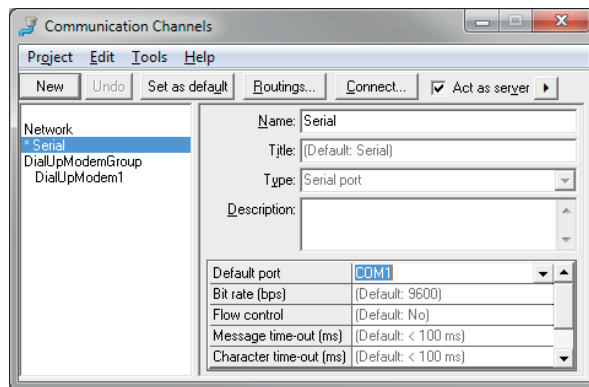 Communication Channels
Project Edit Tools Help
New Undo Set as default Routings... Connect... Act as server
Network
* Serial
DialUpModemGroup
DialUpModem1
Name: Serial
Title: (Default: Serial)
Type: Serial port
Description:
Default port COM1
Bit rate (bps) (Default: 9600)
Flow control (Default: No)
Message time-out (ms) (Default: < 100 ms)
Character time-out (ms) (Default: < 100 ms)